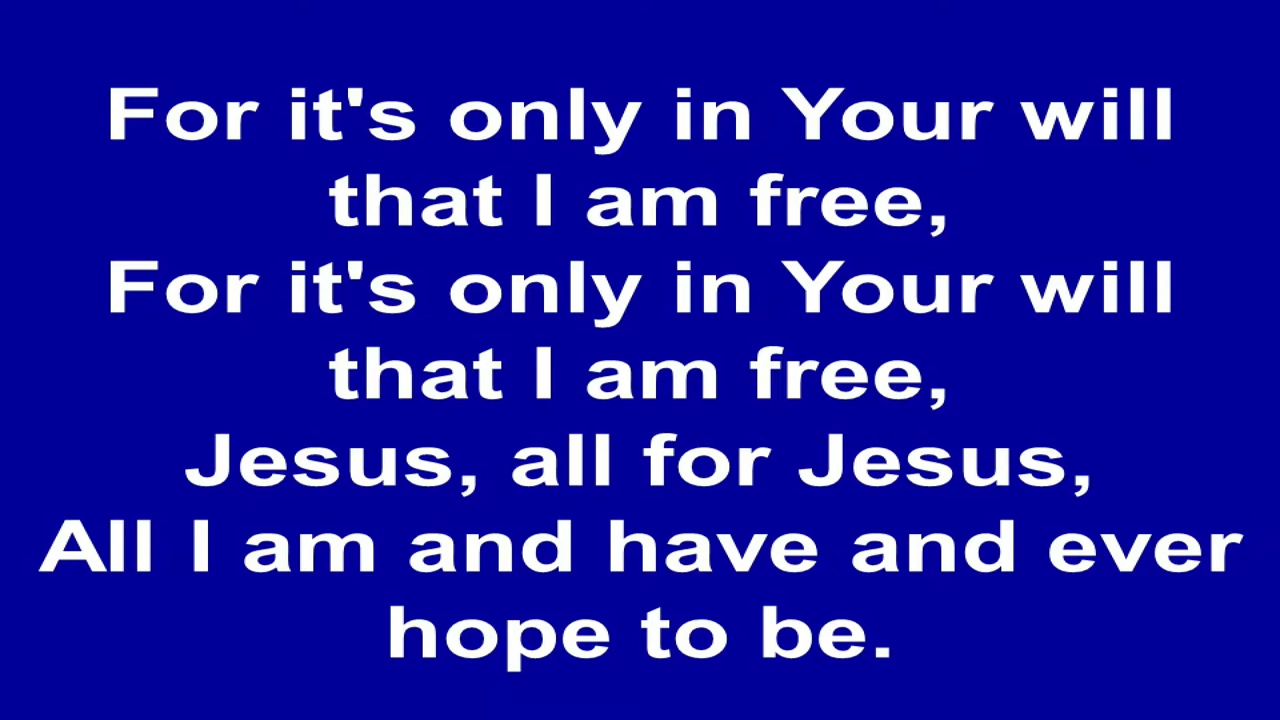 For it's only in Your will
that I am free,
For it's only in Your will
that I am free,
Jesus, all for Jesus,
All I am and have and ever
hope to be.